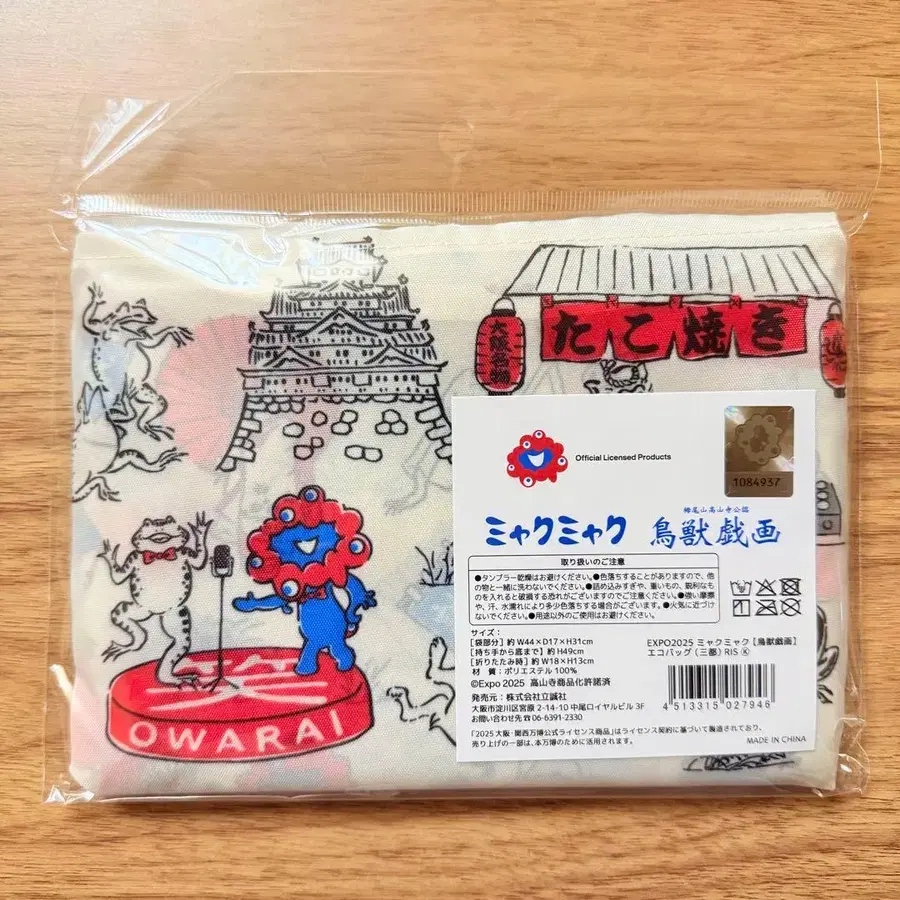 たこ焼き
大阪名物
笑
OWARAI
Official Licensed Products
1084937
栂尾山高山寺公認
ミャクミャク 鳥獣戯画
取り扱いのご注意
●タンブラー乾燥はお避けください。●色落ちすることがありますので、他
の物と一緒に洗わないでください。●詰め込みすぎや、重いもの、鋭利なも
のを入れると破損する恐れがございますのでご注意ください。●強い摩擦
や、汗、水濡れにより多少色落ちする場合がございます。●火気に近づけ
ないでください。●用途以外のご使用はお避けください。
サイズ：
［袋部分］約 W44×D17×H31cm
［持ち手から底まで］約 H49cm
［折りたたみ時］約 W18×H13cm
材 質：ポリエステル 100%
©Expo 2025 高山寺商品化許諾済
発売元：株式会社立誠社
大阪市淀川区宮原 2-14-10 中尾ロイヤルビル 3F
お問い合わせ先 ☎06-6391-2330
EXPO2025 ミャクミャク【鳥獣戯画】
エコバッグ（三都）RIS Ⓚ
4 513315 027946
「2025 大阪・関西万博公式ライセンス商品」はライセンス契約に基づいて製造されており、
売り上げの一部は、本万博のために活用されます。
MADE IN CHINA